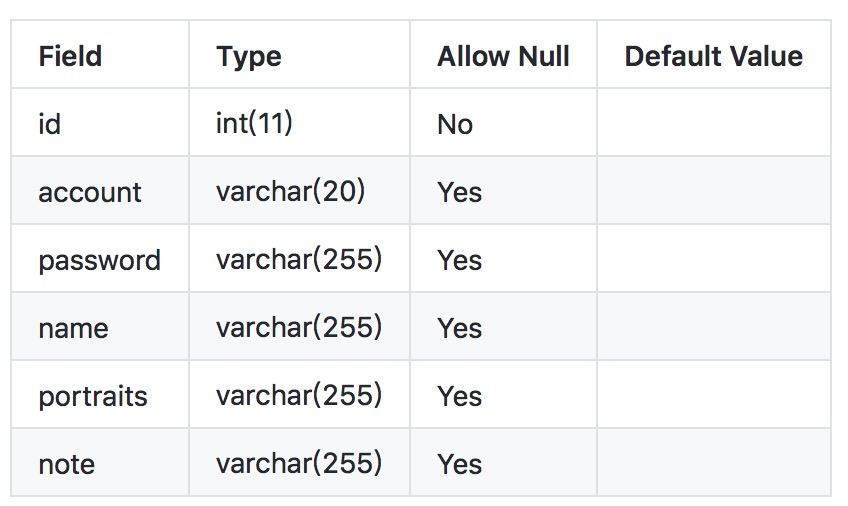 Field Type Allow Null Default Value
id int(11) No
account varchar(20) Yes
password varchar(255) Yes
name varchar(255) Yes
portraits varchar(255) Yes
note varchar(255) Yes